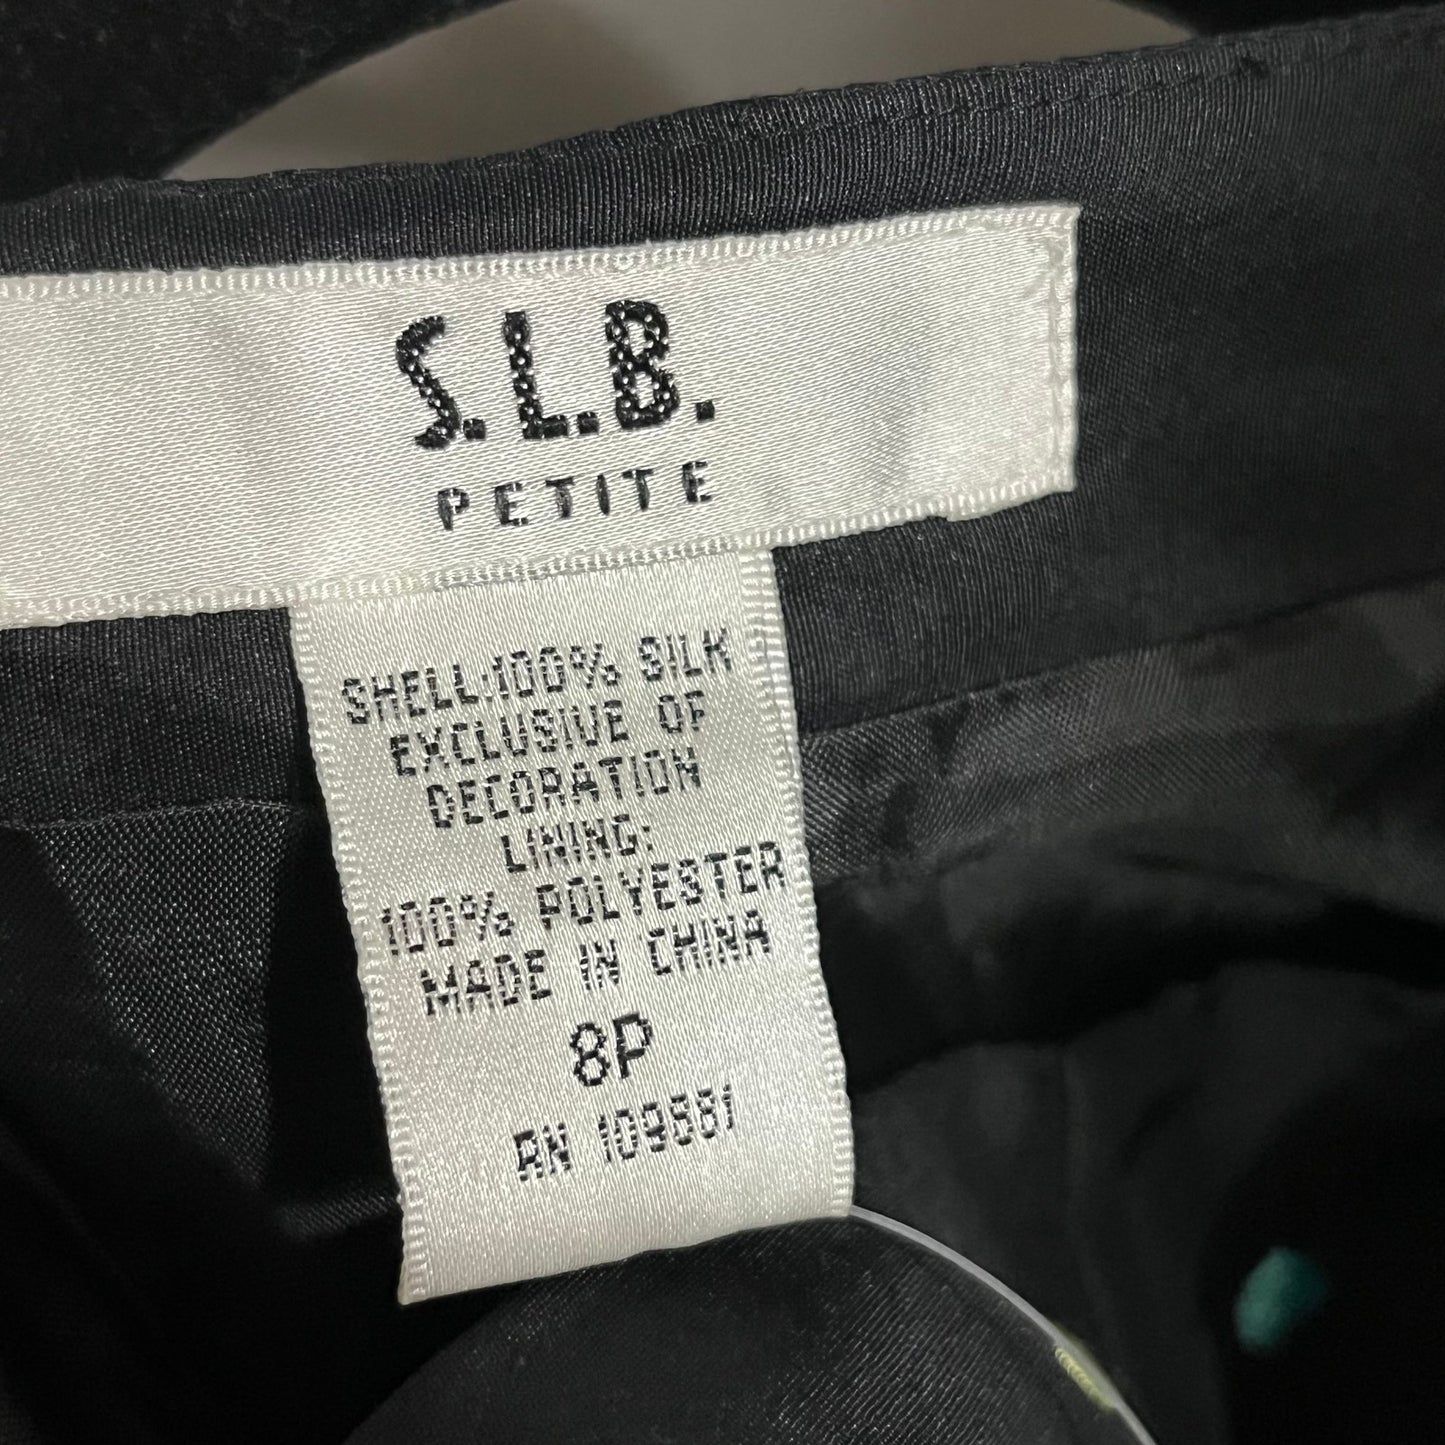 S.L.B.
PETITE
SHELL:100% SILK
EXCLUSIVE OF
DECORATION
LINING:
100% POLYESTER
MADE IN CHINA
8P
RN 109881